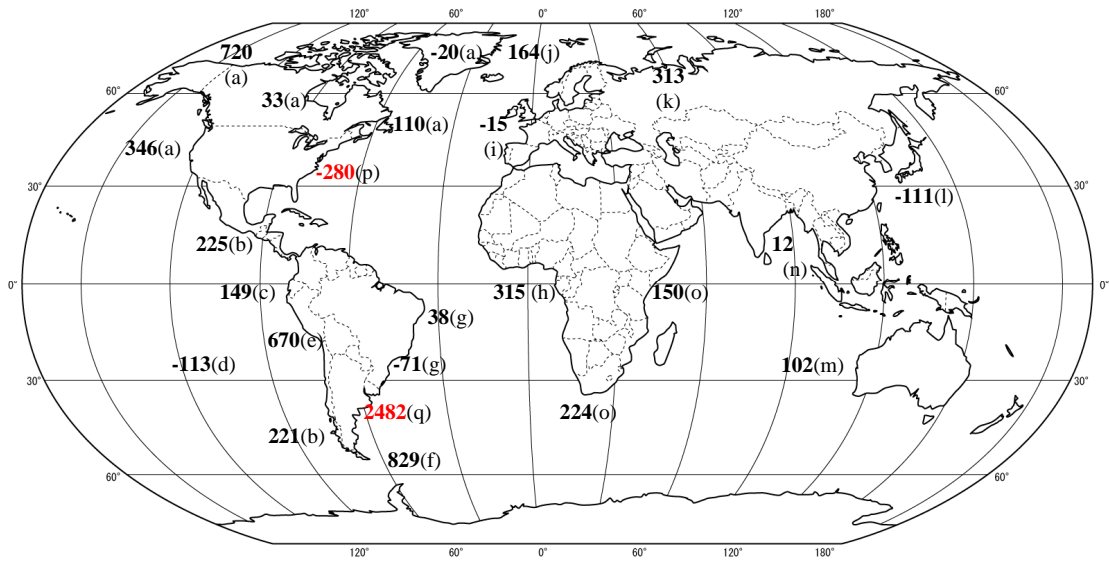 120° 60° 0° 60° 120° 180°
720 -20(a) 164(j)
(a) 313
60° 33(a) (k) 60°
-110(a) -15
346(a) (i)
-280(p)
30° 30°
-111(l)
225(b) 12
(n)
0° 149(c) 315 (h) 150(o) 0°
38(g)
670(e)
-113(d) -71(g) 102(m)
30° 30°
2482(q) 224(o)
221(b)
829(f)
60° 60°
120° 60° 0° 60° 120° 180°